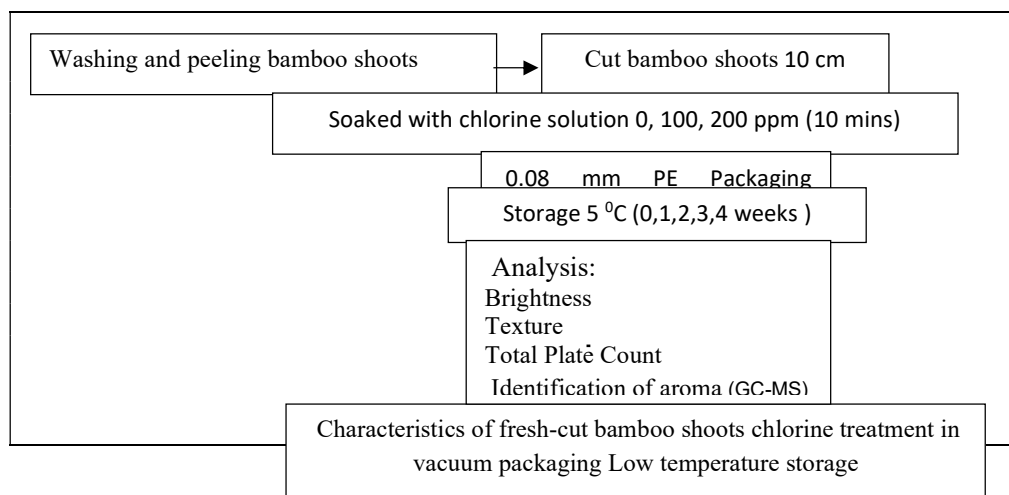 Washing and peeling bamboo shoots
Cut bamboo shoots 10 cm
Soaked with chlorine solution 0, 100, 200 ppm (10 mins)
0.08 mm PE Packaging
Storage 5 ⁰C (0,1,2,3,4 weeks )
Analysis:
Brightness
Texture
Total Plate Count
Identification of aroma (GC-MS)
Characteristics of fresh-cut bamboo shoots chlorine treatment in
vacuum packaging Low temperature storage